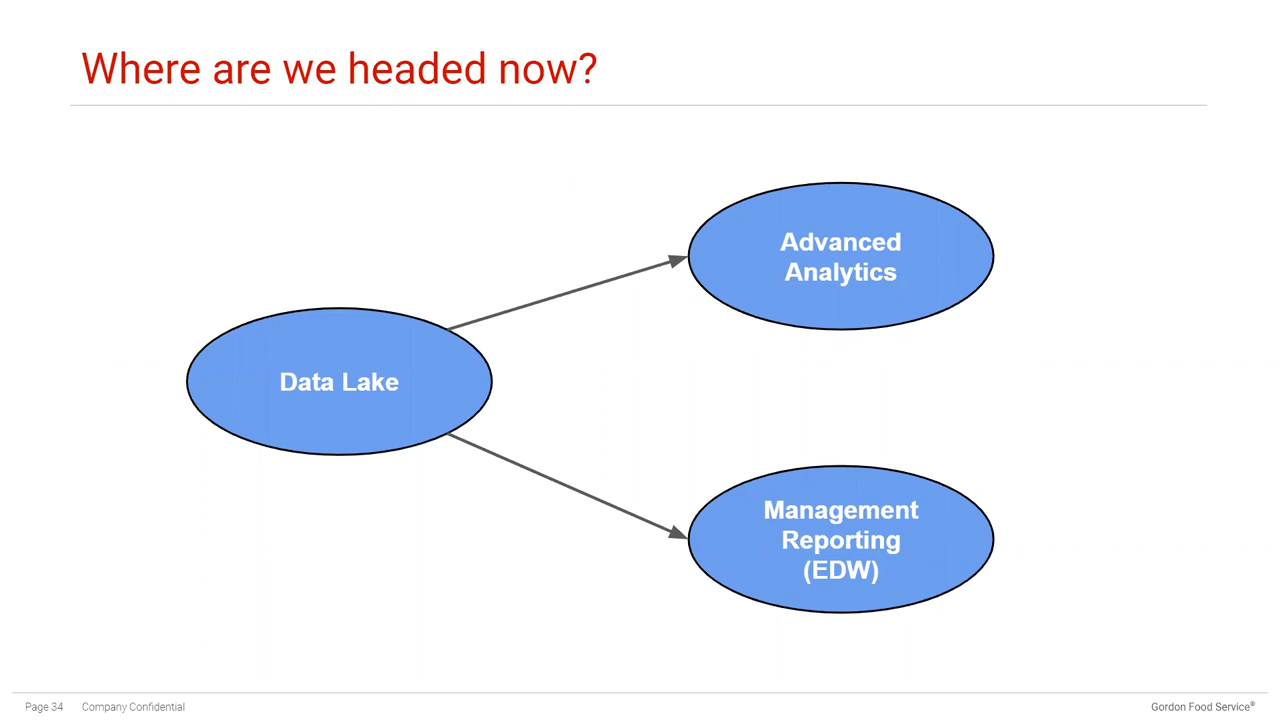 Where are we headed now?
Advanced
Analytics
Data Lake
Management
Reporting
(EDW)
Page 34 Company Confidential
Gordon Food Service®